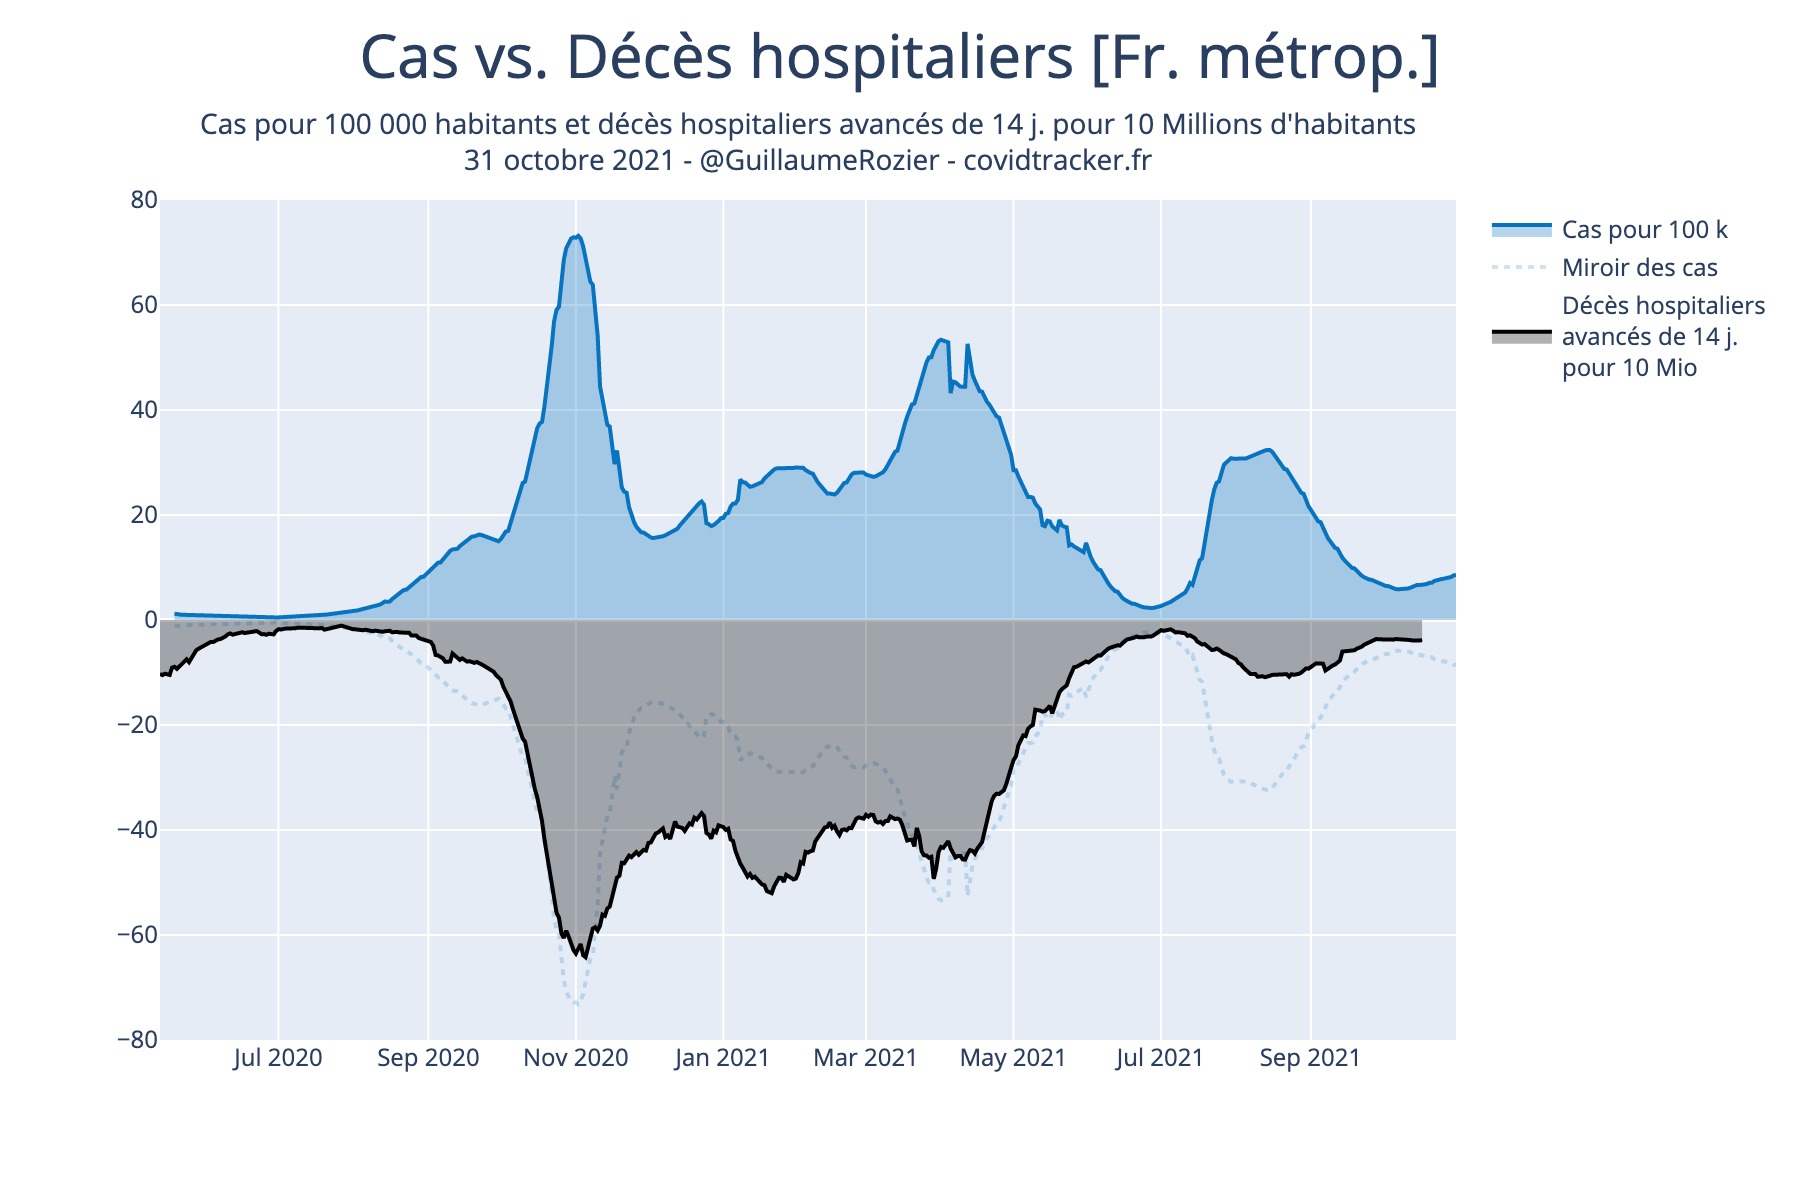 Cas vs. Décès hospitaliers [Fr. métrop.]
Cas pour 100 000 habitants et décès hospitaliers avancés de 14 j. pour 10 Millions d'habitants
31 octobre 2021 - @GuillaumeRozier - covidtracker.fr
80
60
40
20
0
−20
−40
−60
−80
Jul 2020
Sep 2020
Nov 2020
Jan 2021
Mar 2021
May 2021
Jul 2021
Sep 2021
Cas pour 100 k
Miroir des cas
Décès hospitaliers
avancés de 14 j.
pour 10 Mio